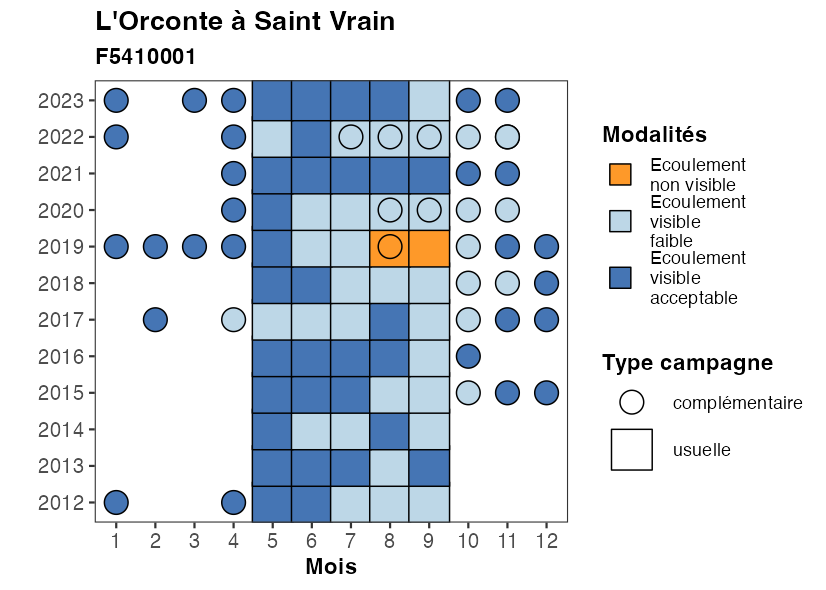 L'Orconte à Saint Vrain
F5410001
2023
2022
2021
2020
2019
2018
2017
2016
2015
2014
2013
2012
1 2 3 4 5 6 7 8 9 10 11 12
Mois
Modalités
Ecoulement
non visible
Ecoulement
visible
faible
Ecoulement
visible
acceptable
Type campagne
complémentaire
usuelle